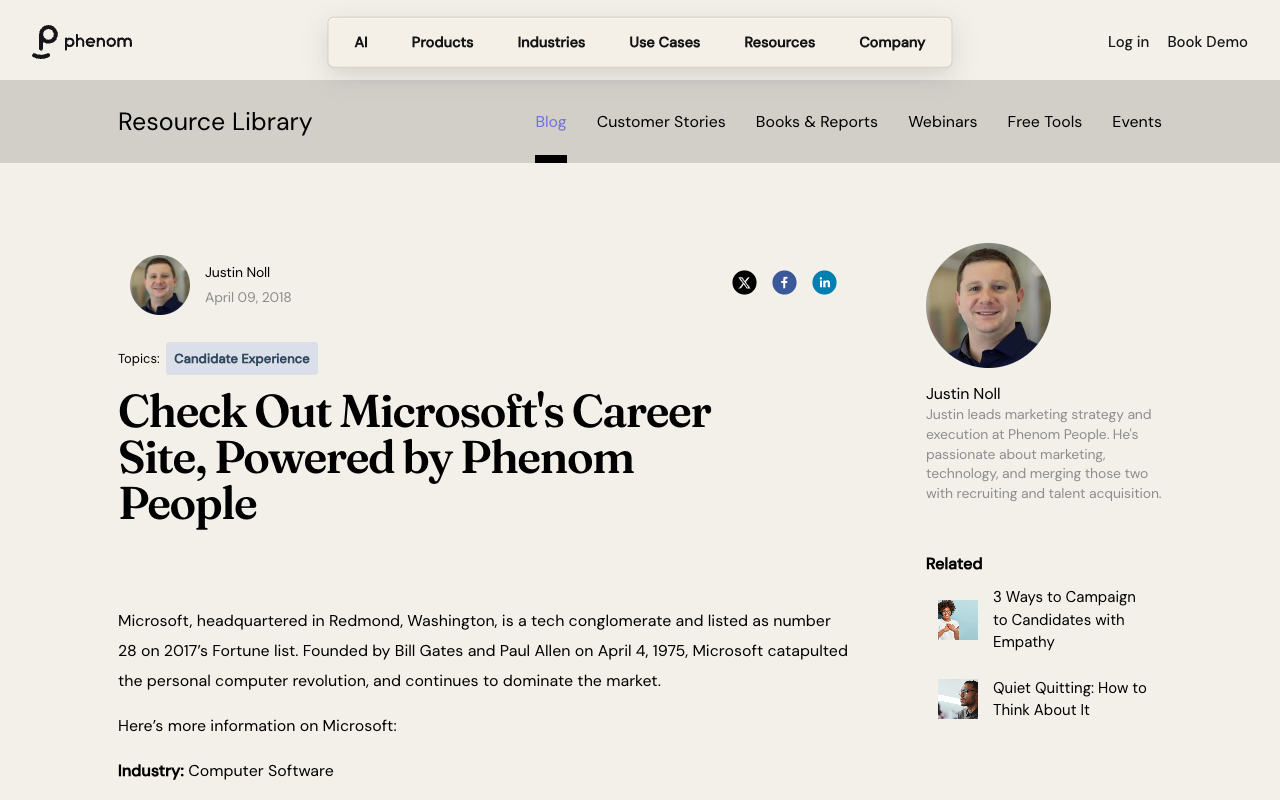 phenom
AI Products Industries Use Cases Resources Company
Log in Book Demo
Resource Library
Blog Customer Stories Books & Reports Webinars Free Tools Events
Justin Noll
April 09, 2018
Topics: Candidate Experience
Check Out Microsoft's Career
Site, Powered by Phenom
People
Microsoft, headquartered in Redmond, Washington, is a tech conglomerate and listed as number
28 on 2017’s Fortune list. Founded by Bill Gates and Paul Allen on April 4, 1975, Microsoft catapulted
the personal computer revolution, and continues to dominate the market.
Here’s more information on Microsoft:
Industry: Computer Software
Justin Noll
Justin leads marketing strategy and
execution at Phenom People. He's
passionate about marketing,
technology, and merging those two
with recruiting and talent acquisition.
Related
3 Ways to Campaign
to Candidates with
Empathy
Quiet Quitting: How to
Think About It